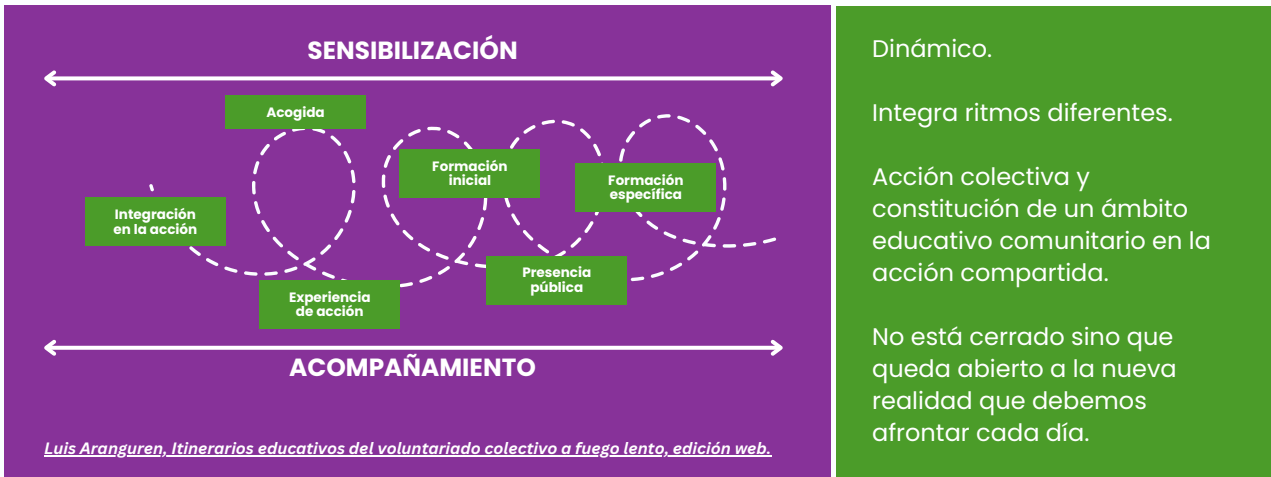 SENSIBILIZACIÓN
Acogida
Formación
inicial
Formación
específica
Integración
en la acción
Presencia
pública
Experiencia
de acción
ACOMPAÑAMIENTO
Luis Aranguren, Itinerarios educativos del voluntariado colectivo a fuego lento, edición web.
Dinámico.
Integra ritmos diferentes.
Acción colectiva y
constitución de un ámbito
educativo comunitario en la
acción compartida.
No está cerrado sino que
queda abierto a la nueva
realidad que debemos
afrontar cada día.